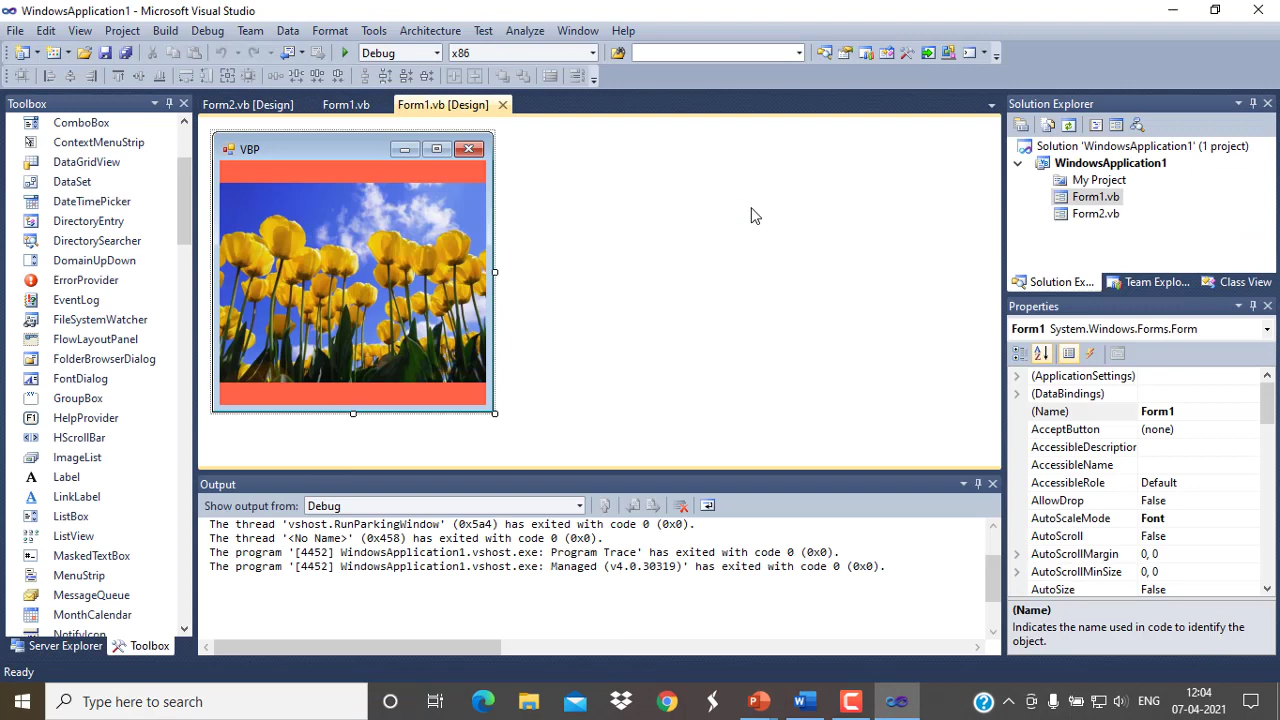 WindowsApplication1 - Microsoft Visual Studio
File Edit View Project Build Debug Team Data Format Tools Architecture Test Analyze Window Help
Debug x86
Toolbox
ComboBox
ContextMenuStrip
DataGridView
DataSet
DateTimePicker
DirectoryEntry
DirectorySearcher
DomainUpDown
ErrorProvider
EventLog
FileSystemWatcher
FlowLayoutPanel
FolderBrowserDialog
FontDialog
GroupBox
HelpProvider
HScrollBar
ImageList
Label
LinkLabel
ListBox
ListView
MaskedTextBox
MenuStrip
MessageQueue
MonthCalendar
NotifyIcon
Server Explorer Toolbox
Form2.vb [Design] Form1.vb Form1.vb [Design]
VBP
Output
Show output from: Debug
The thread 'vshost.RunParkingWindow' (0x5a4) has exited with code 0 (0x0).
The thread '<No Name>' (0x458) has exited with code 0 (0x0).
The program '[4452] WindowsApplication1.vshost.exe: Program Trace' has exited with code 0 (0x0).
The program '[4452] WindowsApplication1.vshost.exe: Managed (v4.0.30319)' has exited with code 0 (0x0).
Solution Explorer
Solution 'WindowsApplication1' (1 project)
WindowsApplication1
My Project
Form1.vb
Form2.vb
Solution Ex... Team Explo... Class View
Properties
Form1 System.Windows.Forms.Form
(ApplicationSettings)
(DataBindings)
(Name) Form1
AcceptButton (none)
AccessibleDescription
AccessibleName
AccessibleRole Default
AllowDrop False
AutoScaleMode Font
AutoScroll False
AutoScrollMargin 0, 0
AutoScrollMinSize 0, 0
AutoSize False
(Name)
Indicates the name used in code to identify the
object.
Ready
Type here to search
ENG
12:04
07-04-2021